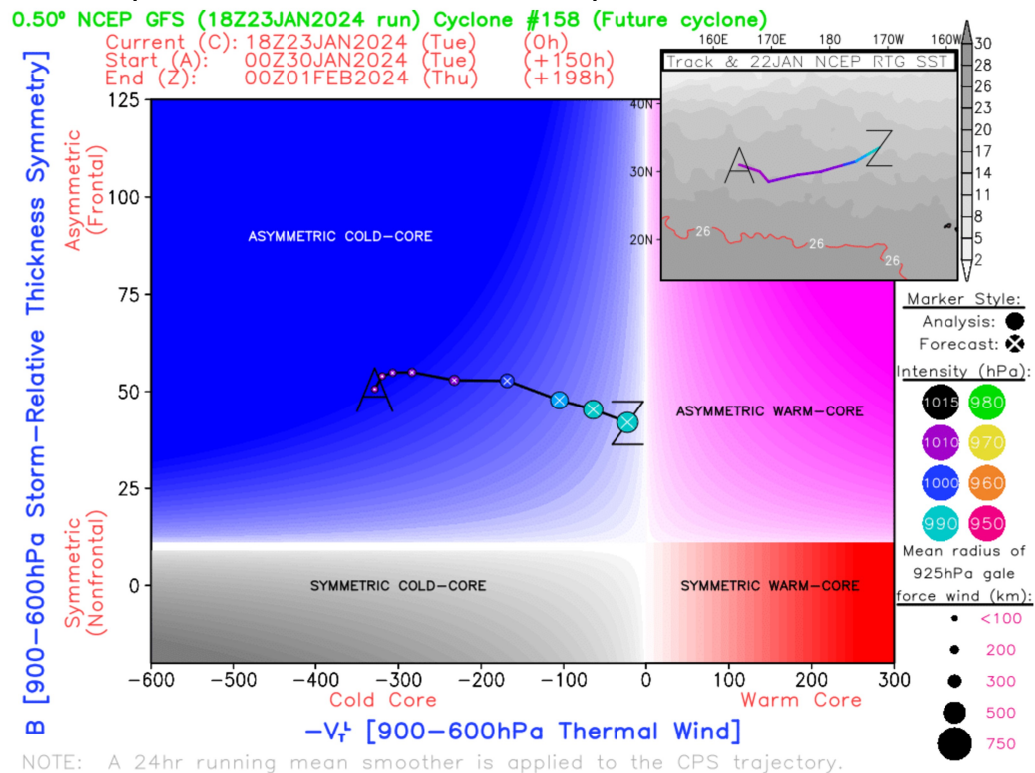 0.50° NCEP GFS (18Z23JAN2024 run) Cyclone #158 (Future cyclone)
Current (C): 18Z23JAN2024 (Tue) (0h)
Start (A): 00Z30JAN2024 (Tue) (+150h)
End (Z): 00Z01FEB2024 (Thu) (+198h)
160E 170E 180 170W 160W
Track & 22JAN NCEP RTG SST
40N
30N
20N
A
Z
26
26
26
30
28
26
23
20
17
14
11
8
5
2
B [900-600hPa Storm-Relative Thickness Symmetry]
Asymmetric
(Frontal)
Symmetric
(Nonfrontal)
125
100
75
50
25
0
ASYMMETRIC COLD-CORE
ASYMMETRIC WARM-CORE
SYMMETRIC COLD-CORE
SYMMETRIC WARM-CORE
A
Z
-600 -500 -400 -300 -200 -100 0 100 200 300
Cold Core Warm Core
-V_T^L [900-600hPa Thermal Wind]
Marker Style:
Analysis:
Forecast:
Intensity (hPa):
1015 980
1010 970
1000 960
990 950
Mean radius of
925hPa gale
force wind (km):
<100
200
300
500
750
NOTE: A 24hr running mean smoother is applied to the CPS trajectory.